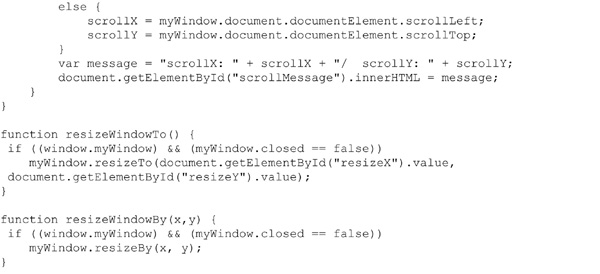 else {
scrollX = myWindow.document.documentElement.scrollLeft;
scrollY = myWindow.document.documentElement.scrollTop;
}
var message = "scrollX: " + scrollX + "/  scrollY: " + scrollY;
document.getElementById("scrollMessage").innerHTML = message;
}
}
function resizeWindowTo() {
if ((window.myWindow) && (myWindow.closed == false))
myWindow.resizeTo(document.getElementById("resizeX").value,
document.getElementById("resizeY").value);
}
function resizeWindowBy(x,y) {
if ((window.myWindow) && (myWindow.closed == false))
myWindow.resizeBy(x, y);
}